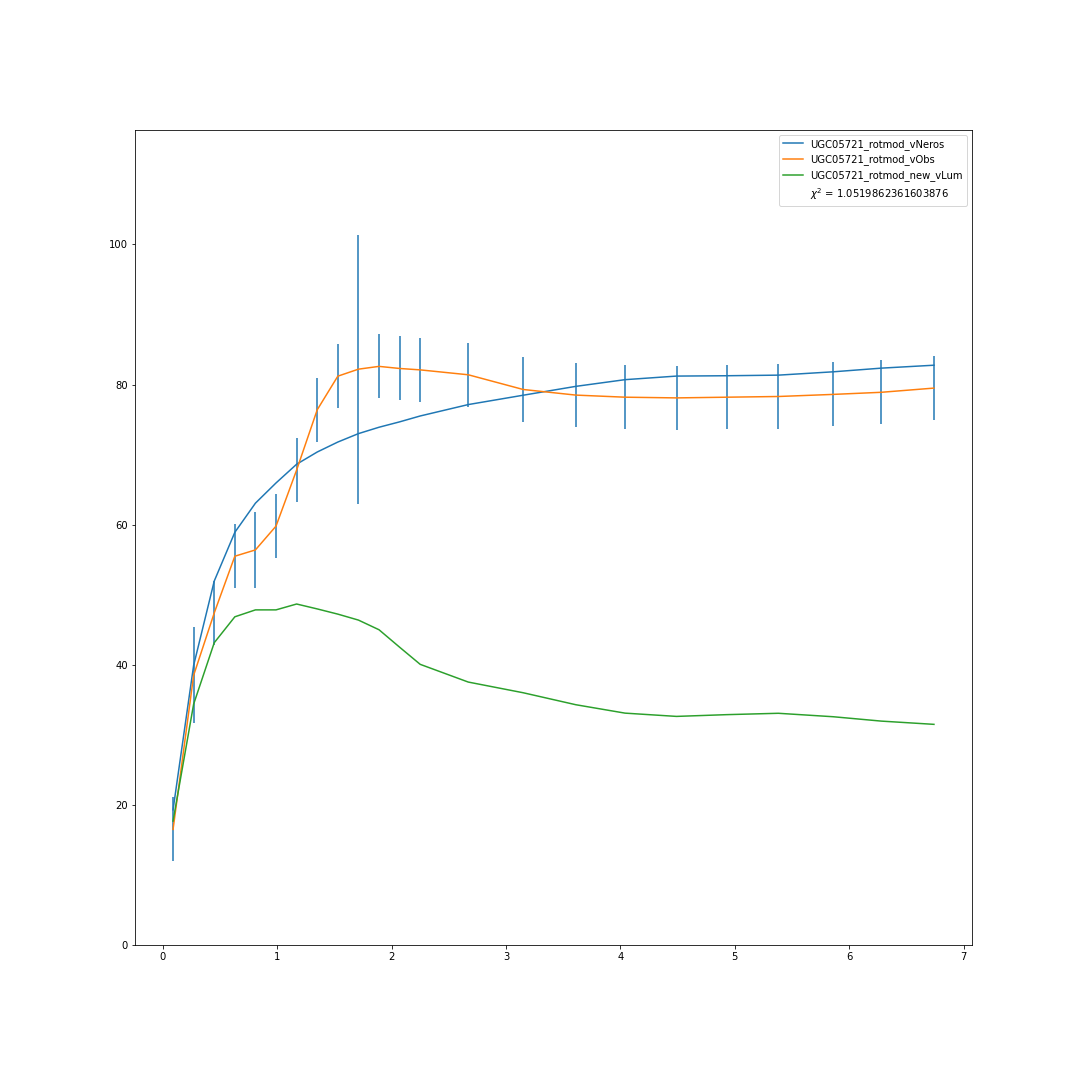 UGC05721_rotmod_vNeros
UGC05721_rotmod_vObs
UGC05721_rotmod_new_vLum
χ² = 1.0519862361603876
100
80
60
40
20
0
0 1 2 3 4 5 6 7